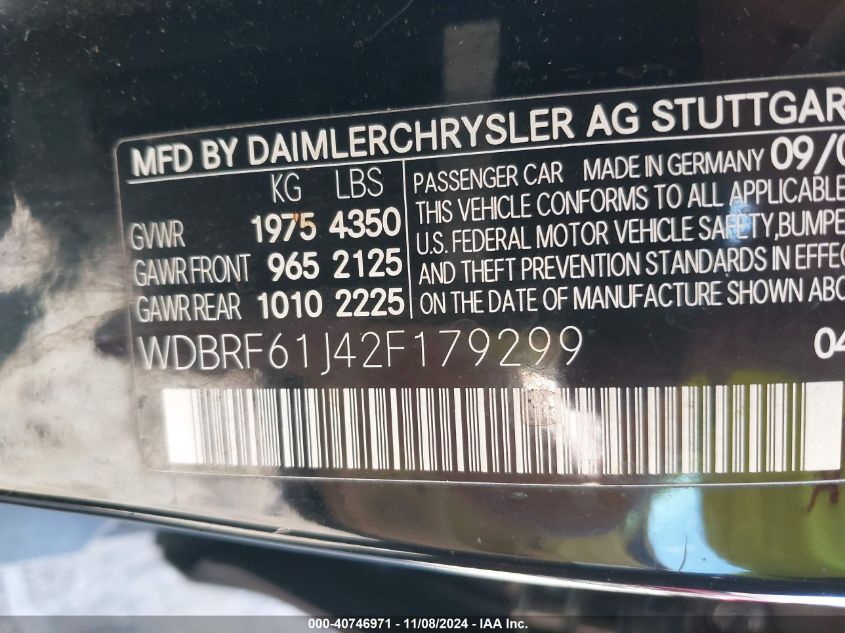 MFD BY DAIMLERCHRYSLER AG STUTTGAR
KG LBS
GVWR 1975 4350
GAWR FRONT 965 2125
GAWR REAR 1010 2225
PASSENGER CAR MADE IN GERMANY 09/0
THIS VEHICLE CONFORMS TO ALL APPLICABLE
U.S. FEDERAL MOTOR VEHICLE SAFETY, BUMPE
AND THEFT PREVENTION STANDARDS IN EFFEC
ON THE DATE OF MANUFACTURE SHOWN ABO
WDBRF61J42F179299 04
000-40746971 - 11/08/2024 - IAA Inc.